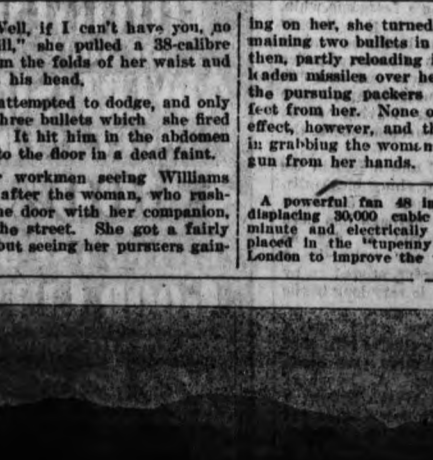 Well, if I can't have you, no
ill," she pulled a 38-calibre
m the folds of her waist and
his head.
attempted to dodge, and only
hree bullets which she fired
It hit him in the abdomen
to the floor in a dead faint.
workmen seeing Williams
after the woman, who rush-
he door with her companion,
he street. She got a fairly
but seeing her pursuers gain-
ing on her, she turned
maining two bullets in
then, partly reloading
leaden missiles over he
the pursuing packers
feet from her. None o
effect, however, and th
in grabbing the woman
gun from her hands.
A powerful fan 48 in
displacing 30,000 cubic
minute and electrically
placed in the "tupenny
London to improve the